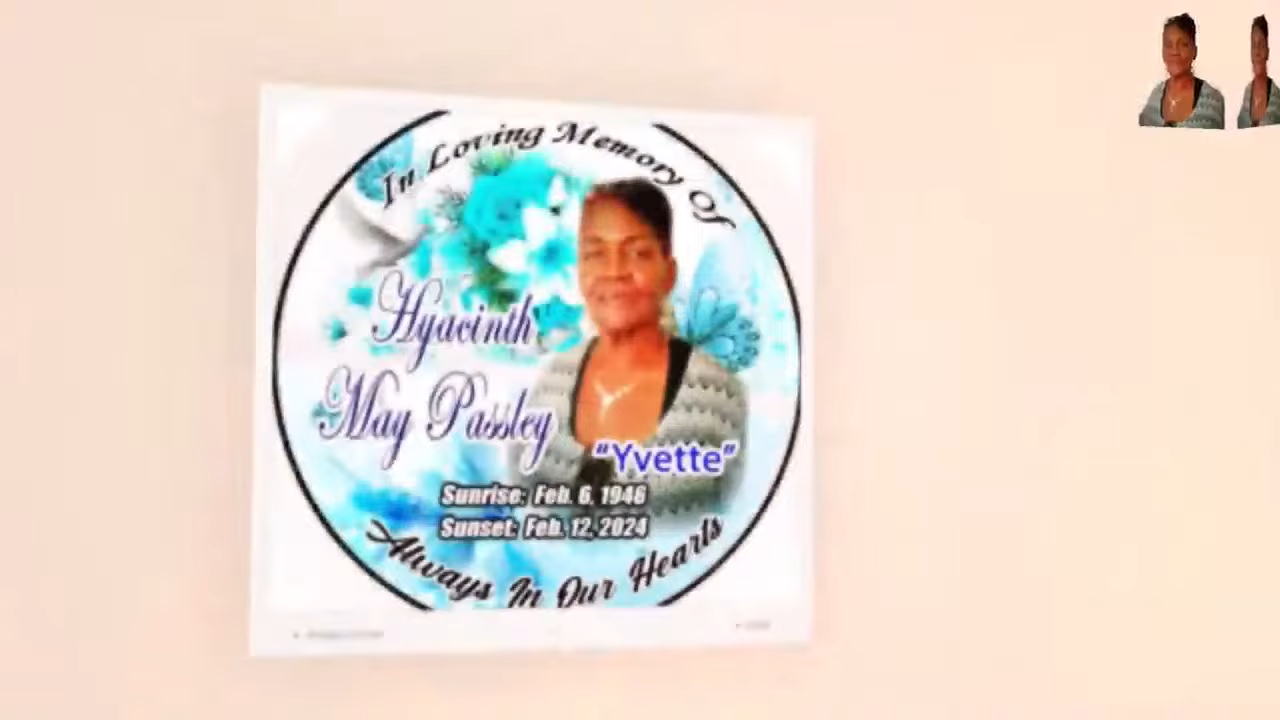 In Loving Memory Of
Hyacinth
May Passley
"Yvette"
Sunrise: Feb. 6, 1946
Sunset: Feb. 12, 2024
Always In Our Hearts